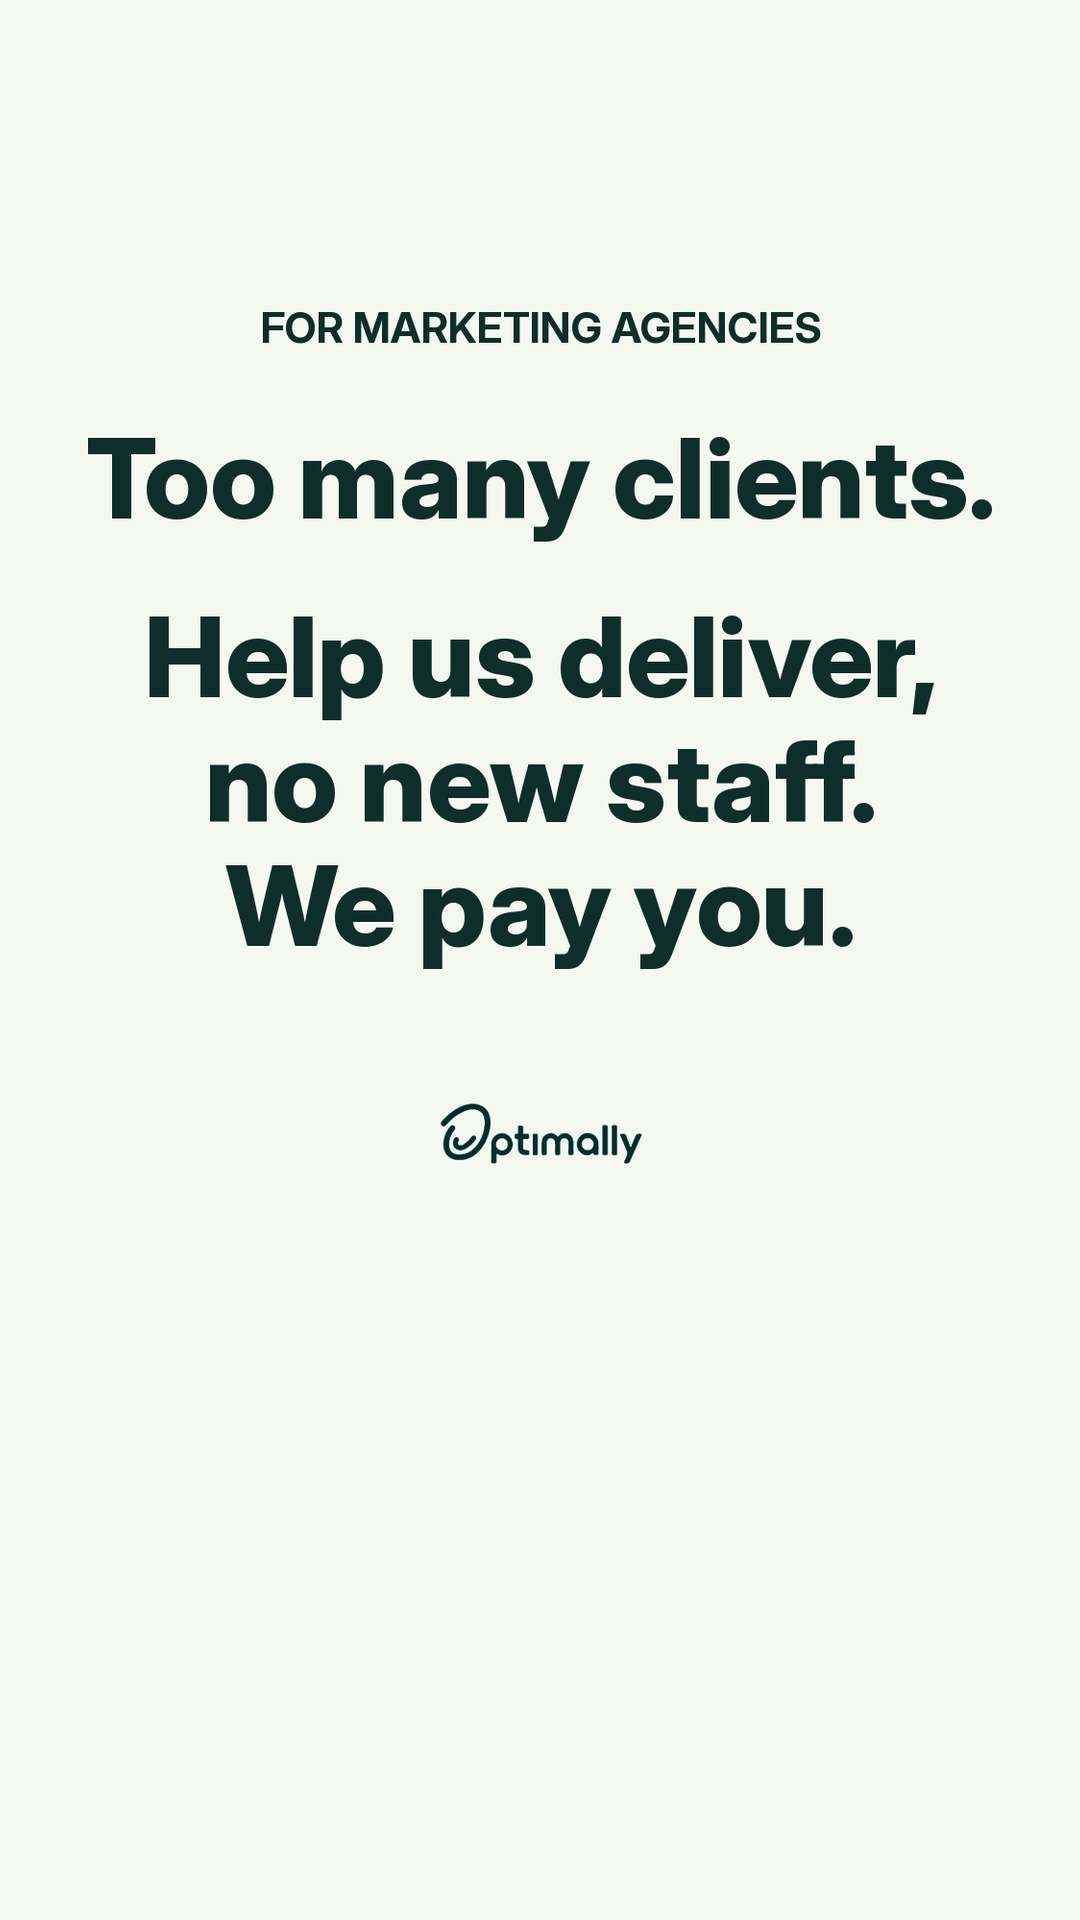 FOR MARKETING AGENCIES
Too many clients.
Help us deliver,
no new staff.
We pay you.
Optimally